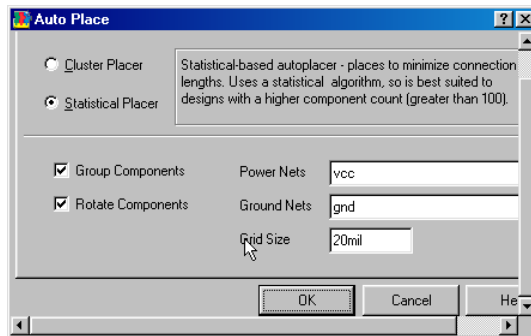 Auto Place
Cluster Placer
Statistical Placer
Statistical-based autoplacer - places to minimize connection
lengths. Uses a statistical algorithm, so is best suited to
designs with a higher component count (greater than 100).
Group Components
Rotate Components
Power Nets
vcc
Ground Nets
gnd
Grid Size
20mil
OK
Cancel
He